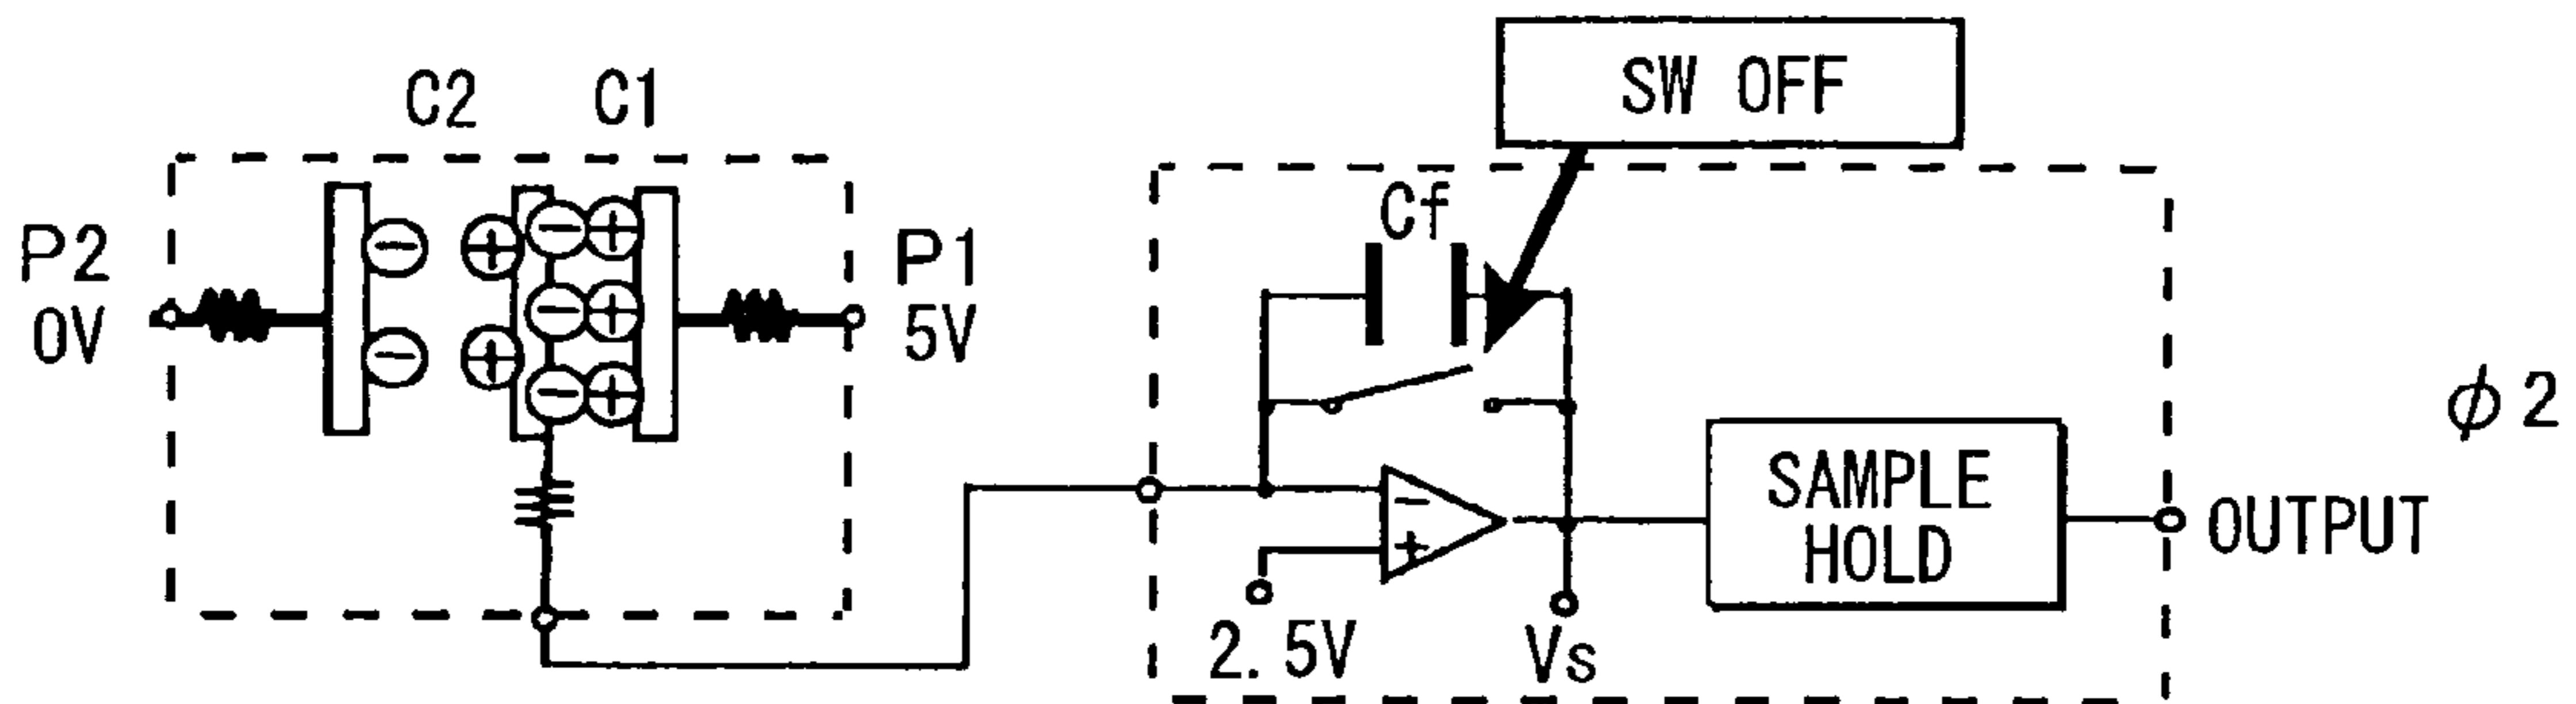 SW OFF
C2 C1
Cf
P2
0V
P1
5V
φ2
SAMPLE
HOLD
OUTPUT
2.5V
Vs